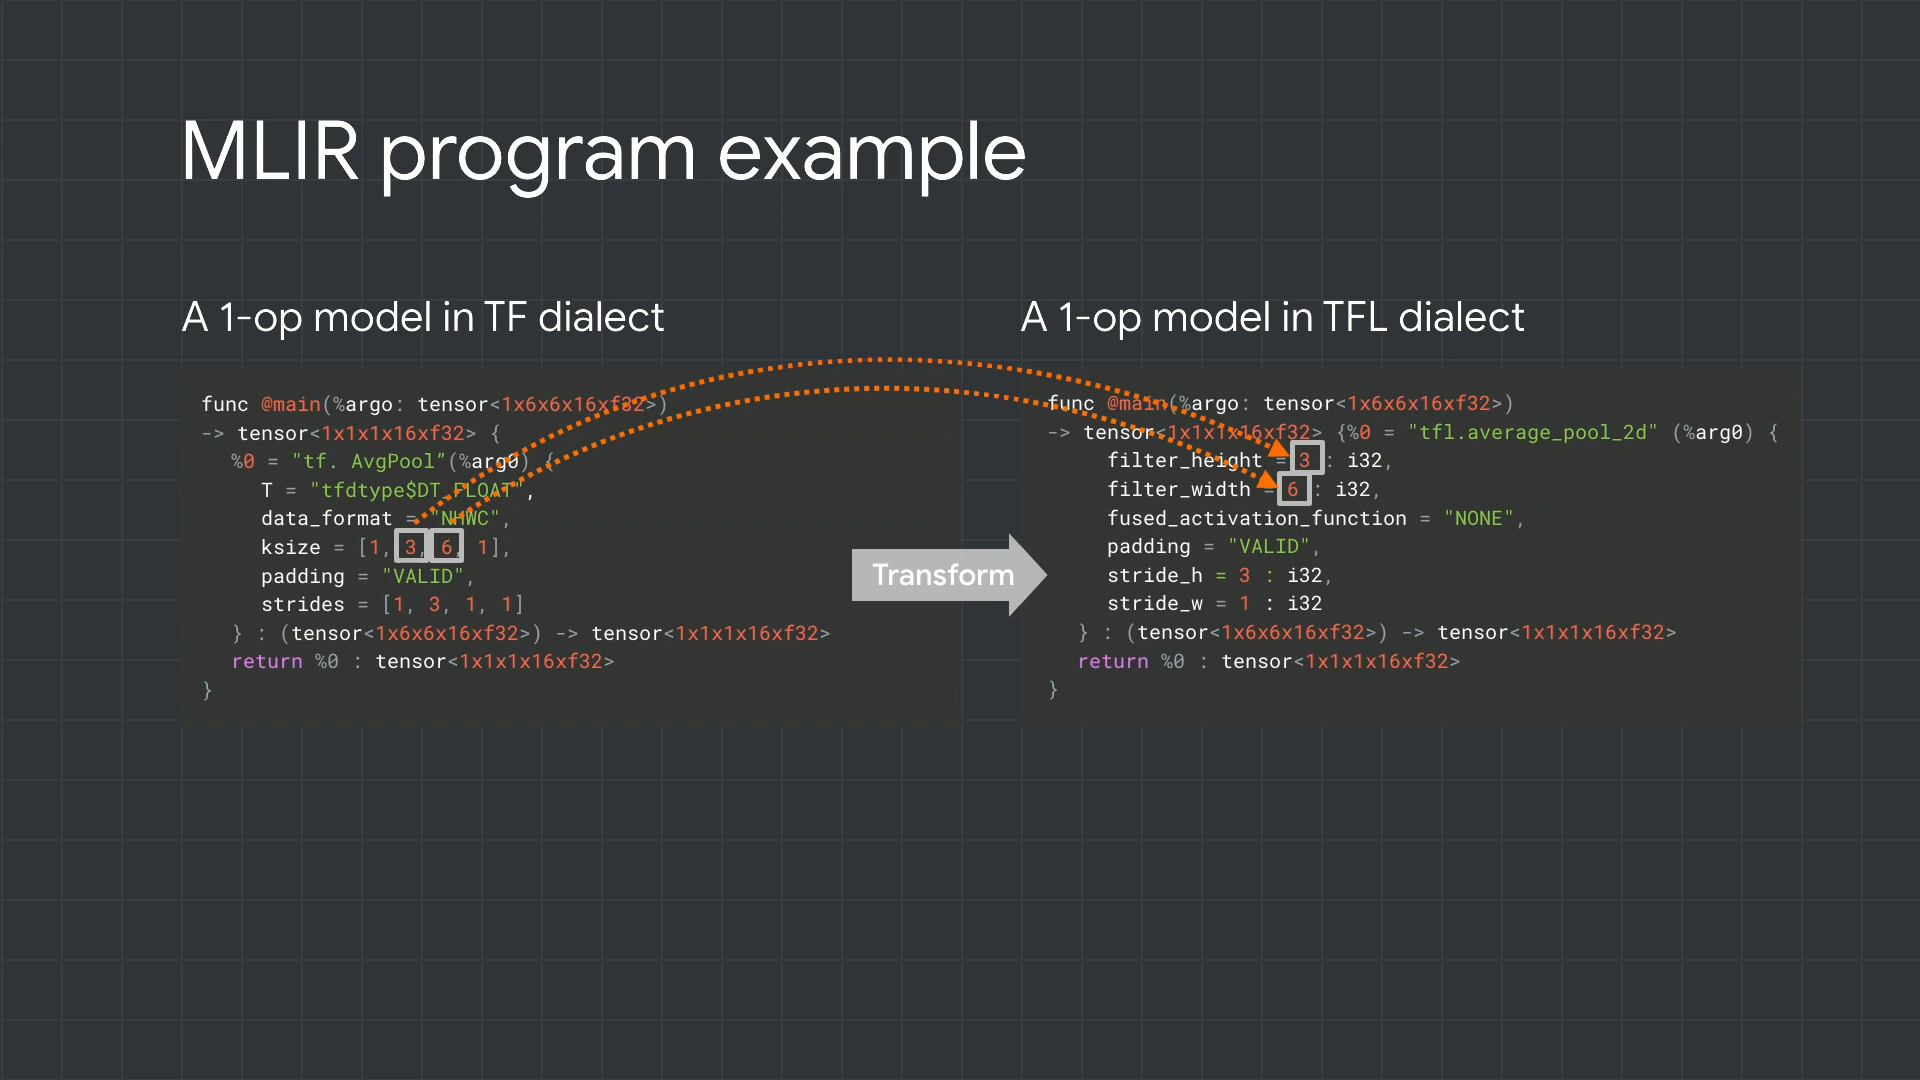 MLIR program example
A 1-op model in TF dialect
func @main(%argo: tensor<1x6x6x16xf32>)
-> tensor<1x1x1x16xf32> {
%0 = "tf. AvgPool”(%arg0) {
T = "tfdtype$DT_FLOAT",
data_format = "NHWC",
ksize = [1, 3, 6, 1],
padding = "VALID",
strides = [1, 3, 1, 1]
} : (tensor<1x6x6x16xf32>) -> tensor<1x1x1x16xf32>
return %0 : tensor<1x1x1x16xf32>
}
Transform
A 1-op model in TFL dialect
func @main(%argo: tensor<1x6x6x16xf32>)
-> tensor<1x1x1x16xf32> {%0 = "tfl.average_pool_2d" (%arg0) {
filter_height = 3 : i32,
filter_width = 6 : i32,
fused_activation_function = "NONE",
padding = "VALID",
stride_h = 3 : i32,
stride_w = 1 : i32
} : (tensor<1x6x6x16xf32>) -> tensor<1x1x1x16xf32>
return %0 : tensor<1x1x1x16xf32>
}